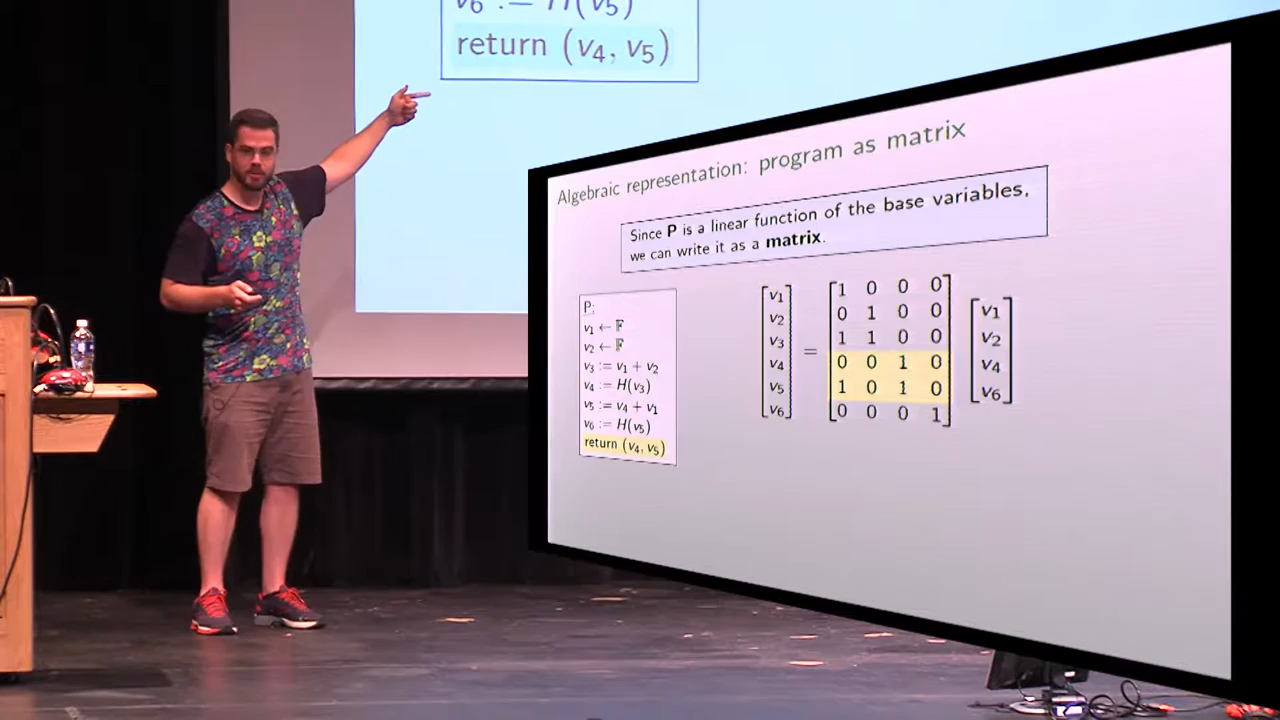 v₆ := H(v₅)
return (v₄, v₅)
Algebraic representation: program as matrix
Since P is a linear function of the base variables,
we can write it as a matrix.
P:
v₁ ← 𝔽
v₂ ← 𝔽
v₃ := v₁ + v₂
v₄ := H(v₃)
v₅ := v₄ + v₁
v₆ := H(v₅)
return (v₄, v₅)
[v₁ v₂ v₃ v₄ v₅ v₆]
=
1 0 0 0
0 1 0 0
1 1 0 0
0 0 1 0
1 0 1 0
0 0 0 1
[v₁ v₂ v₄ v₆]